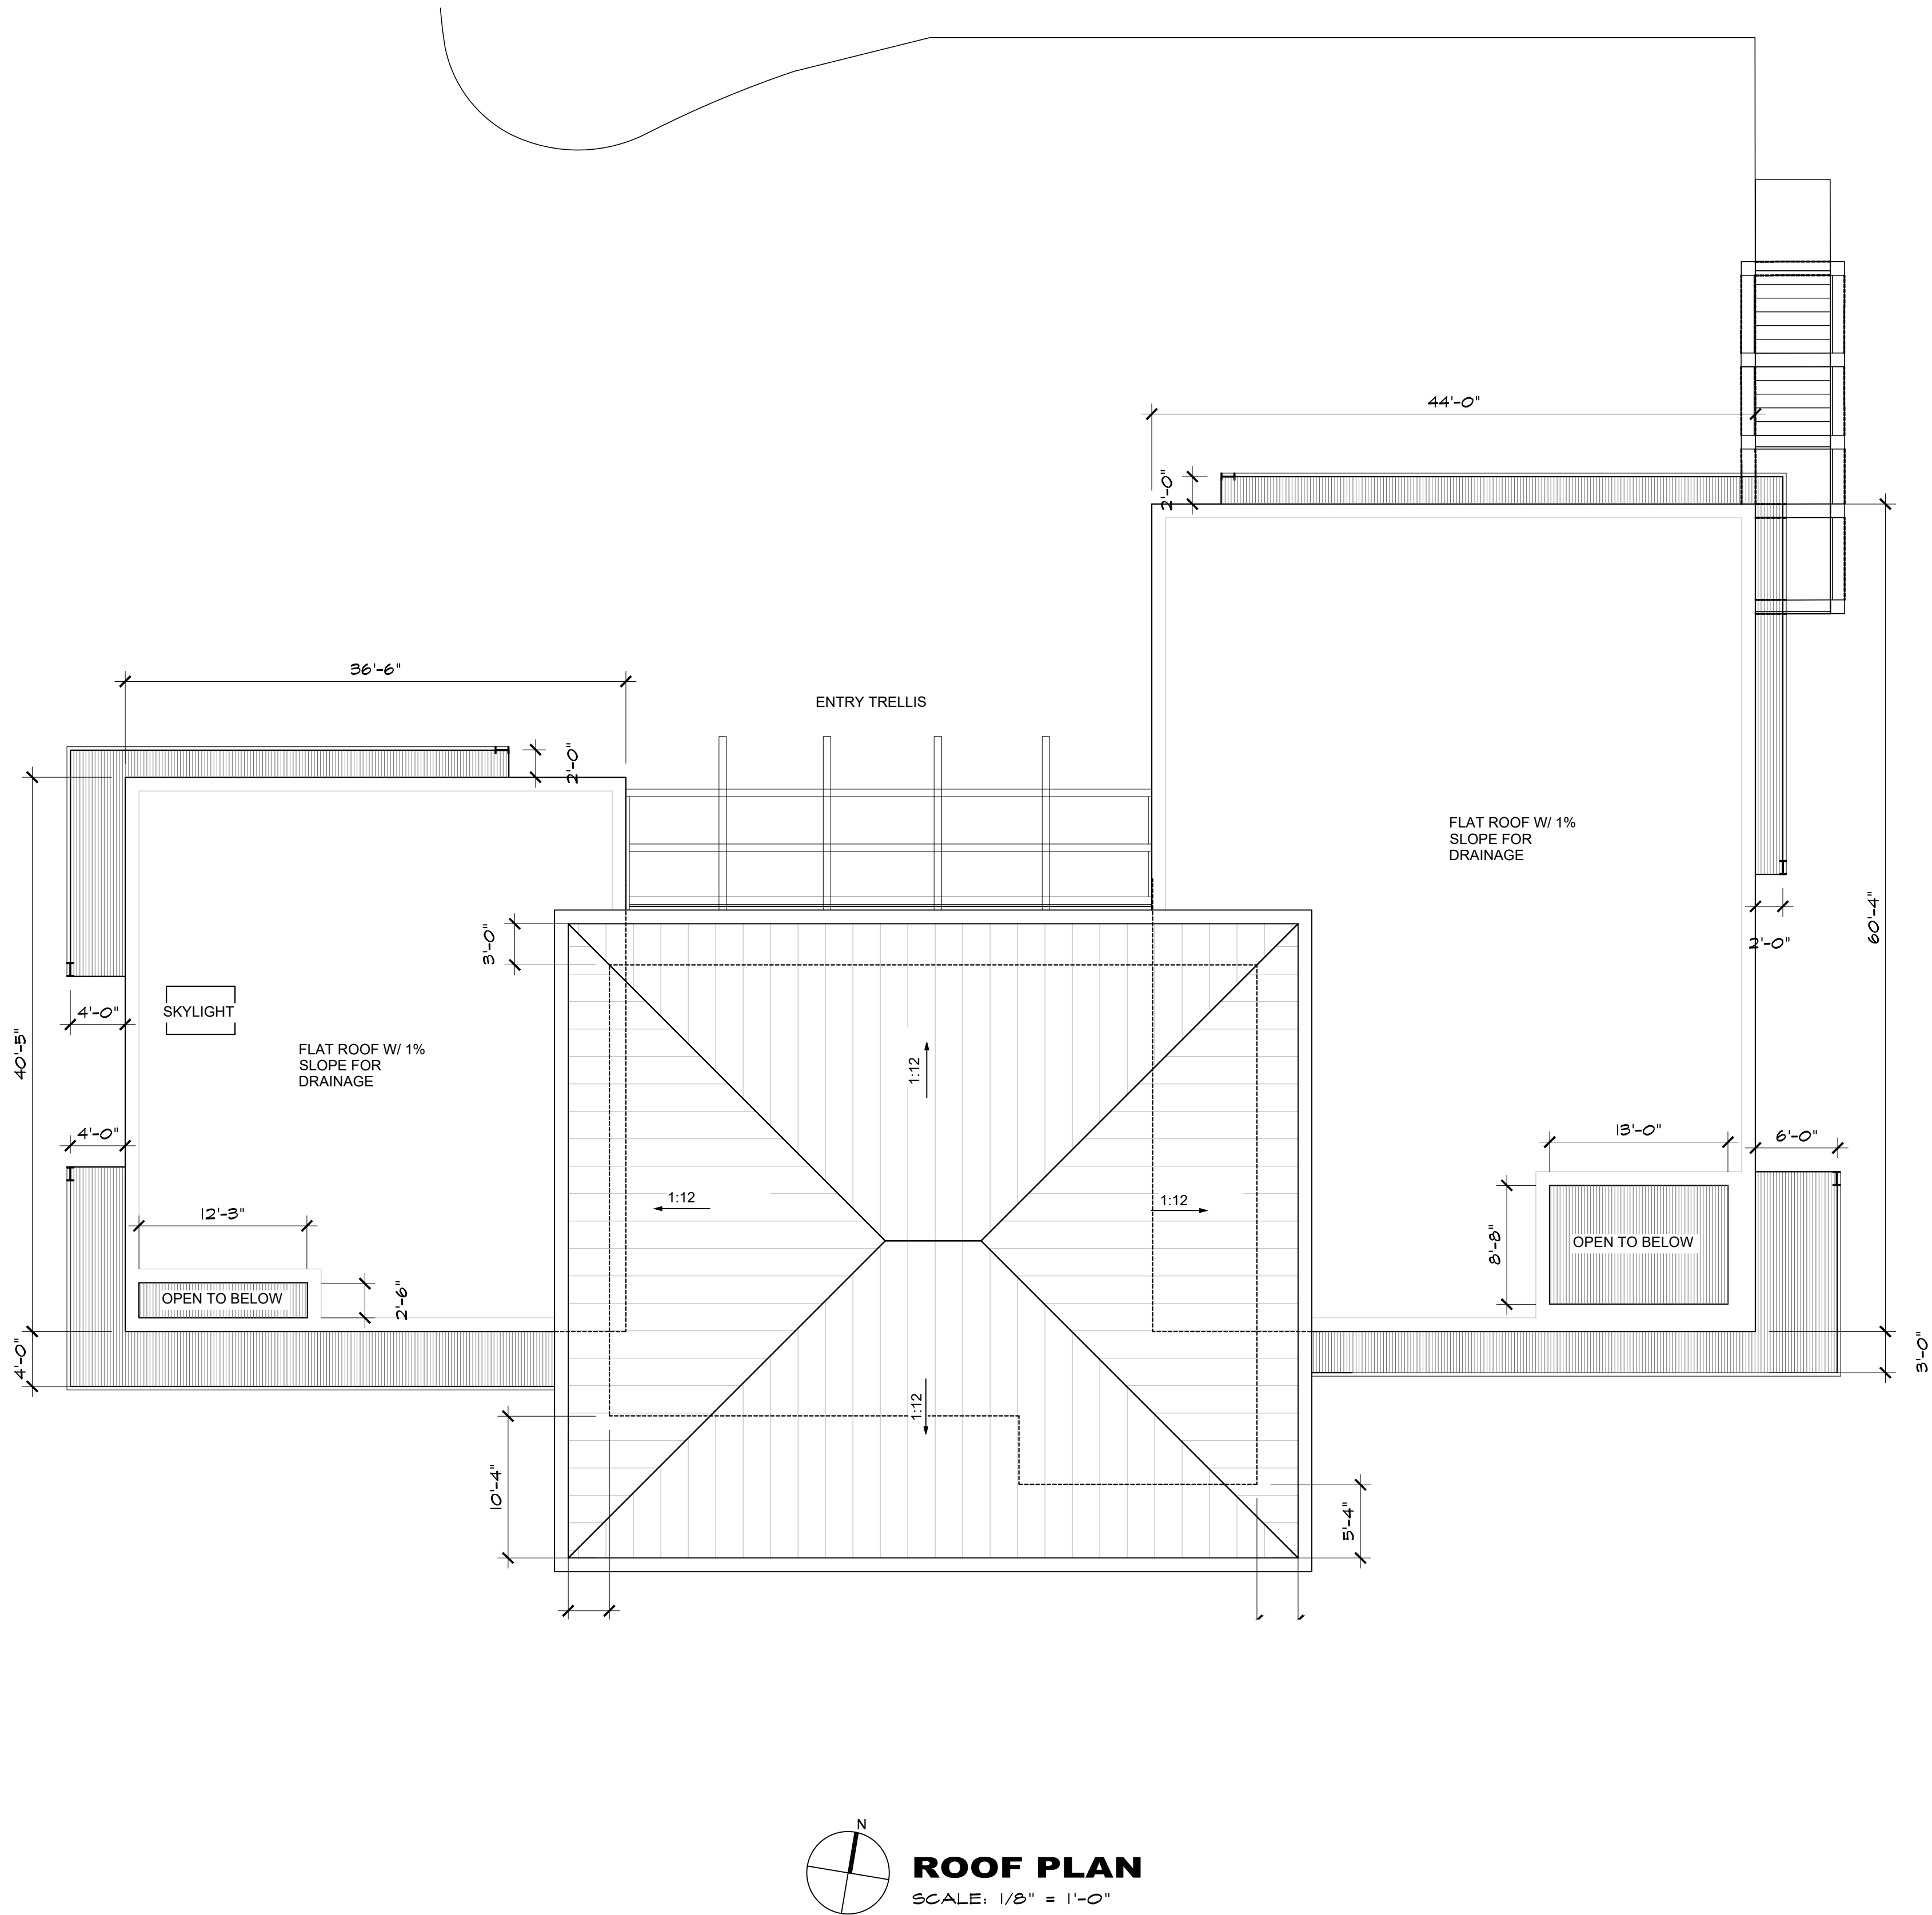 44'-0"
2'-0"
36'-6"
ENTRY TRELLIS
2'-0"
FLAT ROOF W/ 1%
SLOPE FOR
DRAINAGE
60'-4"
3'-0"
2'-0"
4'-0"
SKYLIGHT
40'-5"
FLAT ROOF W/ 1%
SLOPE FOR
DRAINAGE
1:12
4'-0"
13'-0"
6'-0"
1:12
1:12
12'-3"
8'-8"
OPEN TO BELOW
OPEN TO BELOW
2'-6"
4'-0"
3'-0"
1:12
10'-4"
5'-4"
N
ROOF PLAN
SCALE: 1/8" = 1'-0"